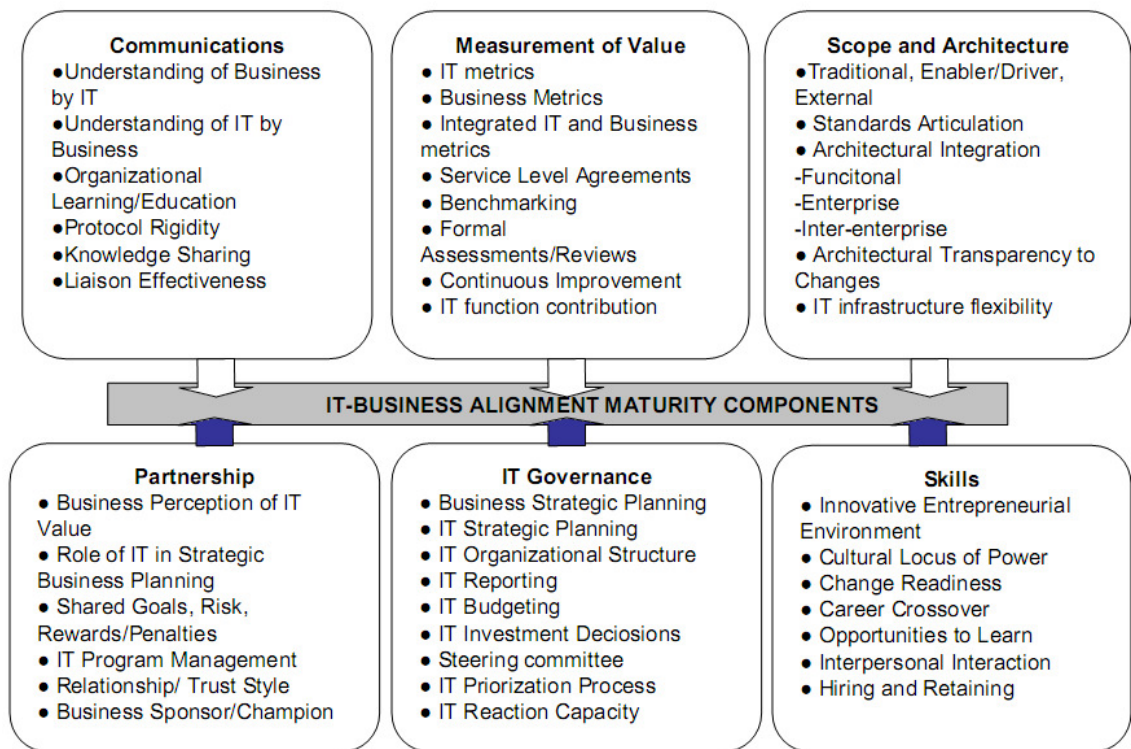 Communications
●Understanding of Business
by IT
●Understanding of IT by
Business
●Organizational
Learning/Education
●Protocol Rigidity
●Knowledge Sharing
●Liaison Effectiveness
Measurement of Value
● IT metrics
● Business Metrics
● Integrated IT and Business
metrics
● Service Level Agreements
● Benchmarking
● Formal
Assessments/Reviews
● Continuous Improvement
● IT function contribution
Scope and Architecture
●Traditional, Enabler/Driver,
External
● Standards Articulation
● Architectural Integration
-Funcitonal
-Enterprise
-Inter-enterprise
● Architectural Transparency to
Changes
● IT infrastructure flexibility
IT-BUSINESS ALIGNMENT MATURITY COMPONENTS
Partnership
● Business Perception of IT
Value
● Role of IT in Strategic
Business Planning
● Shared Goals, Risk,
Rewards/Penalties
● IT Program Management
● Relationship/ Trust Style
● Business Sponsor/Champion
IT Governance
● Business Strategic Planning
● IT Strategic Planning
● IT Organizational Structure
● IT Reporting
● IT Budgeting
● IT Investment Deciosions
● Steering committee
● IT Priorization Process
● IT Reaction Capacity
Skills
● Innovative Entrepreneurial
Environment
● Cultural Locus of Power
● Change Readiness
● Career Crossover
● Opportunities to Learn
● Interpersonal Interaction
● Hiring and Retaining